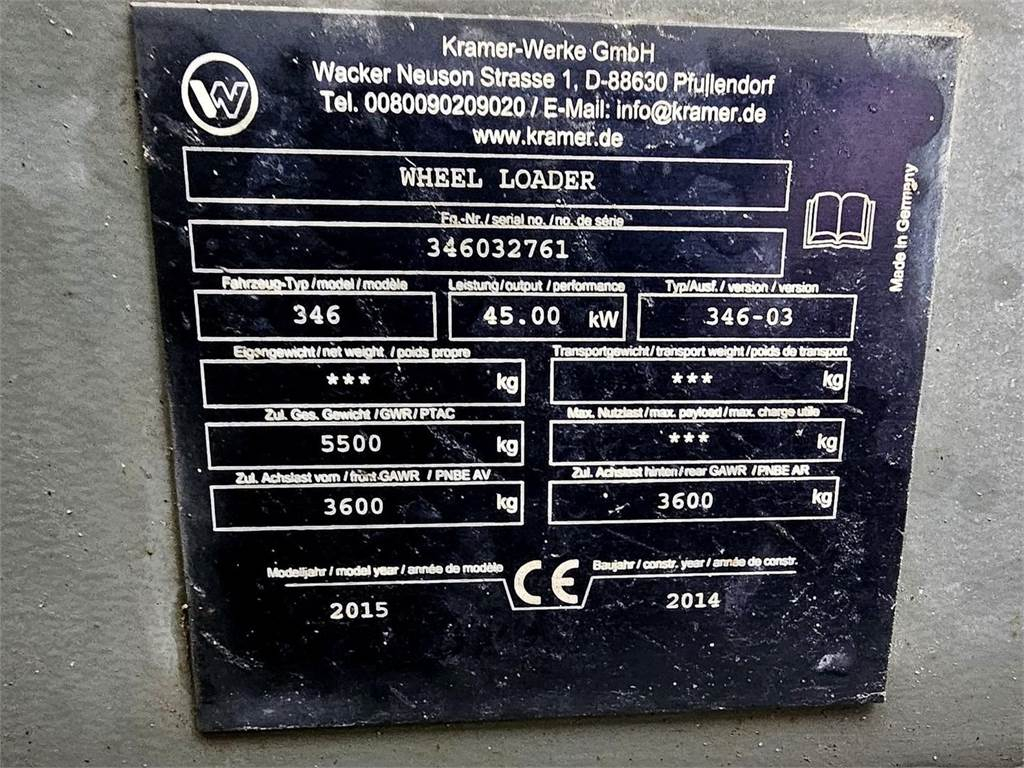 Kramer-Werke GmbH
Wacker Neuson Strasse 1, D-88630 Pfullendorf
Tel. 0080090209020 / E-Mail: info@kramer.de
www.kramer.de
WHEEL LOADER
Fg.-Nr. / serial no. /no. de série
346032761
Made in Germany
Fahrzeug-Typ / model / modèle Leistung / output / performance Typ/Ausf. / version / version
346 45.00 kW 346-03
Eigengewicht / net weight. / poids propre Transportgewicht / transport weight / poids de transport
*** kg *** kg
Zul. Ges. Gewicht / GWR / PTAC Max. Nutzlast / max. payload / max. charge utile
5500 kg *** kg
Zul. Achslast vorn / front GAWR / PNBE AV Zul. Achslast hinten / rear GAWR / PNBE AR
3600 kg 3600 kg
Modelljahr / model year / année de modèle CE Baujahr / constr. year / année de constr.
2015 2014